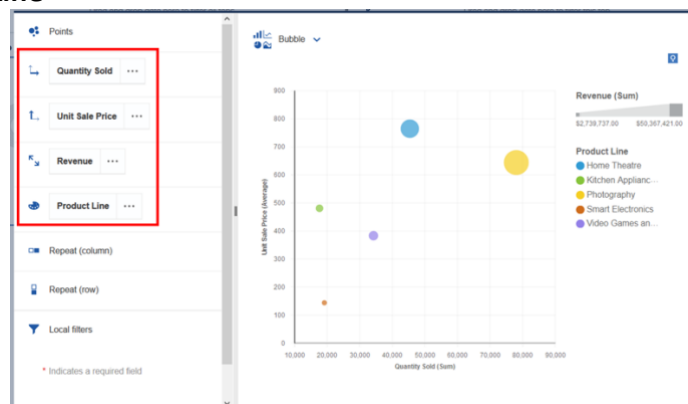 Points
Quantity Sold
Unit Sale Price
Revenue
Product Line
Repeat (column)
Repeat (row)
Local filters
* Indicates a required field
Bubble
900
800
700
600
500
400
300
200
100
0
Unit Sale Price (Average)
10,000 20,000 30,000 40,000 50,000 60,000 70,000 80,000 90,000
Quantity Sold (Sum)
Revenue (Sum)
$2,739,737.00 $50,367,421.00
Product Line
Home Theatre
Kitchen Applianc...
Photography
Smart Electronics
Video Games an...